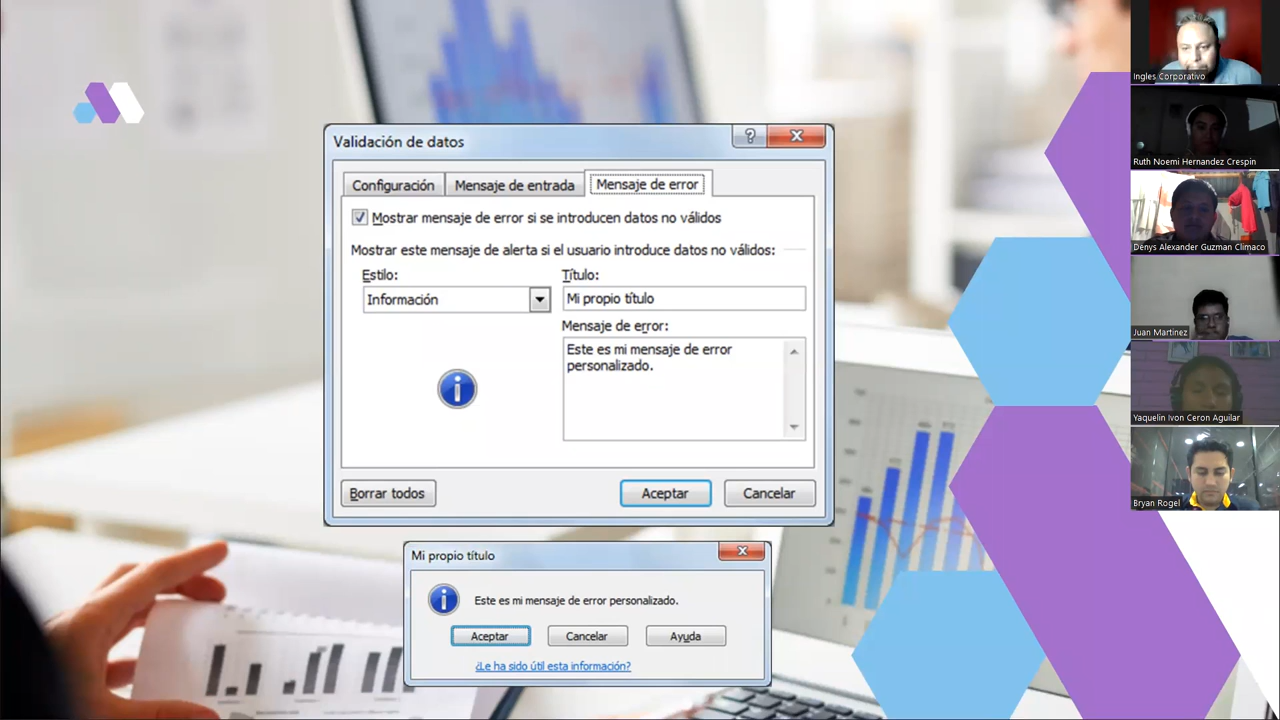 Validación de datos
Configuración
Mensaje de entrada
Mensaje de error
Mostrar mensaje de error si se introducen datos no válidos
Mostrar este mensaje de alerta si el usuario introduce datos no válidos:
Estilo:
Título:
Información
Mi propio título
Mensaje de error:
Este es mi mensaje de error
personalizado.
Borrar todos
Aceptar
Cancelar
Mi propio título
Este es mi mensaje de error personalizado.
Aceptar
Cancelar
Ayuda
¿Le ha sido útil esta información?
Ingles Corporativo
Ruth Noemi Hernandez Crespin
Denys Alexander Guzman Climaco
Juan Martinez
Yaquelin Ivon Ceron Aguilar
Bryan Rogel